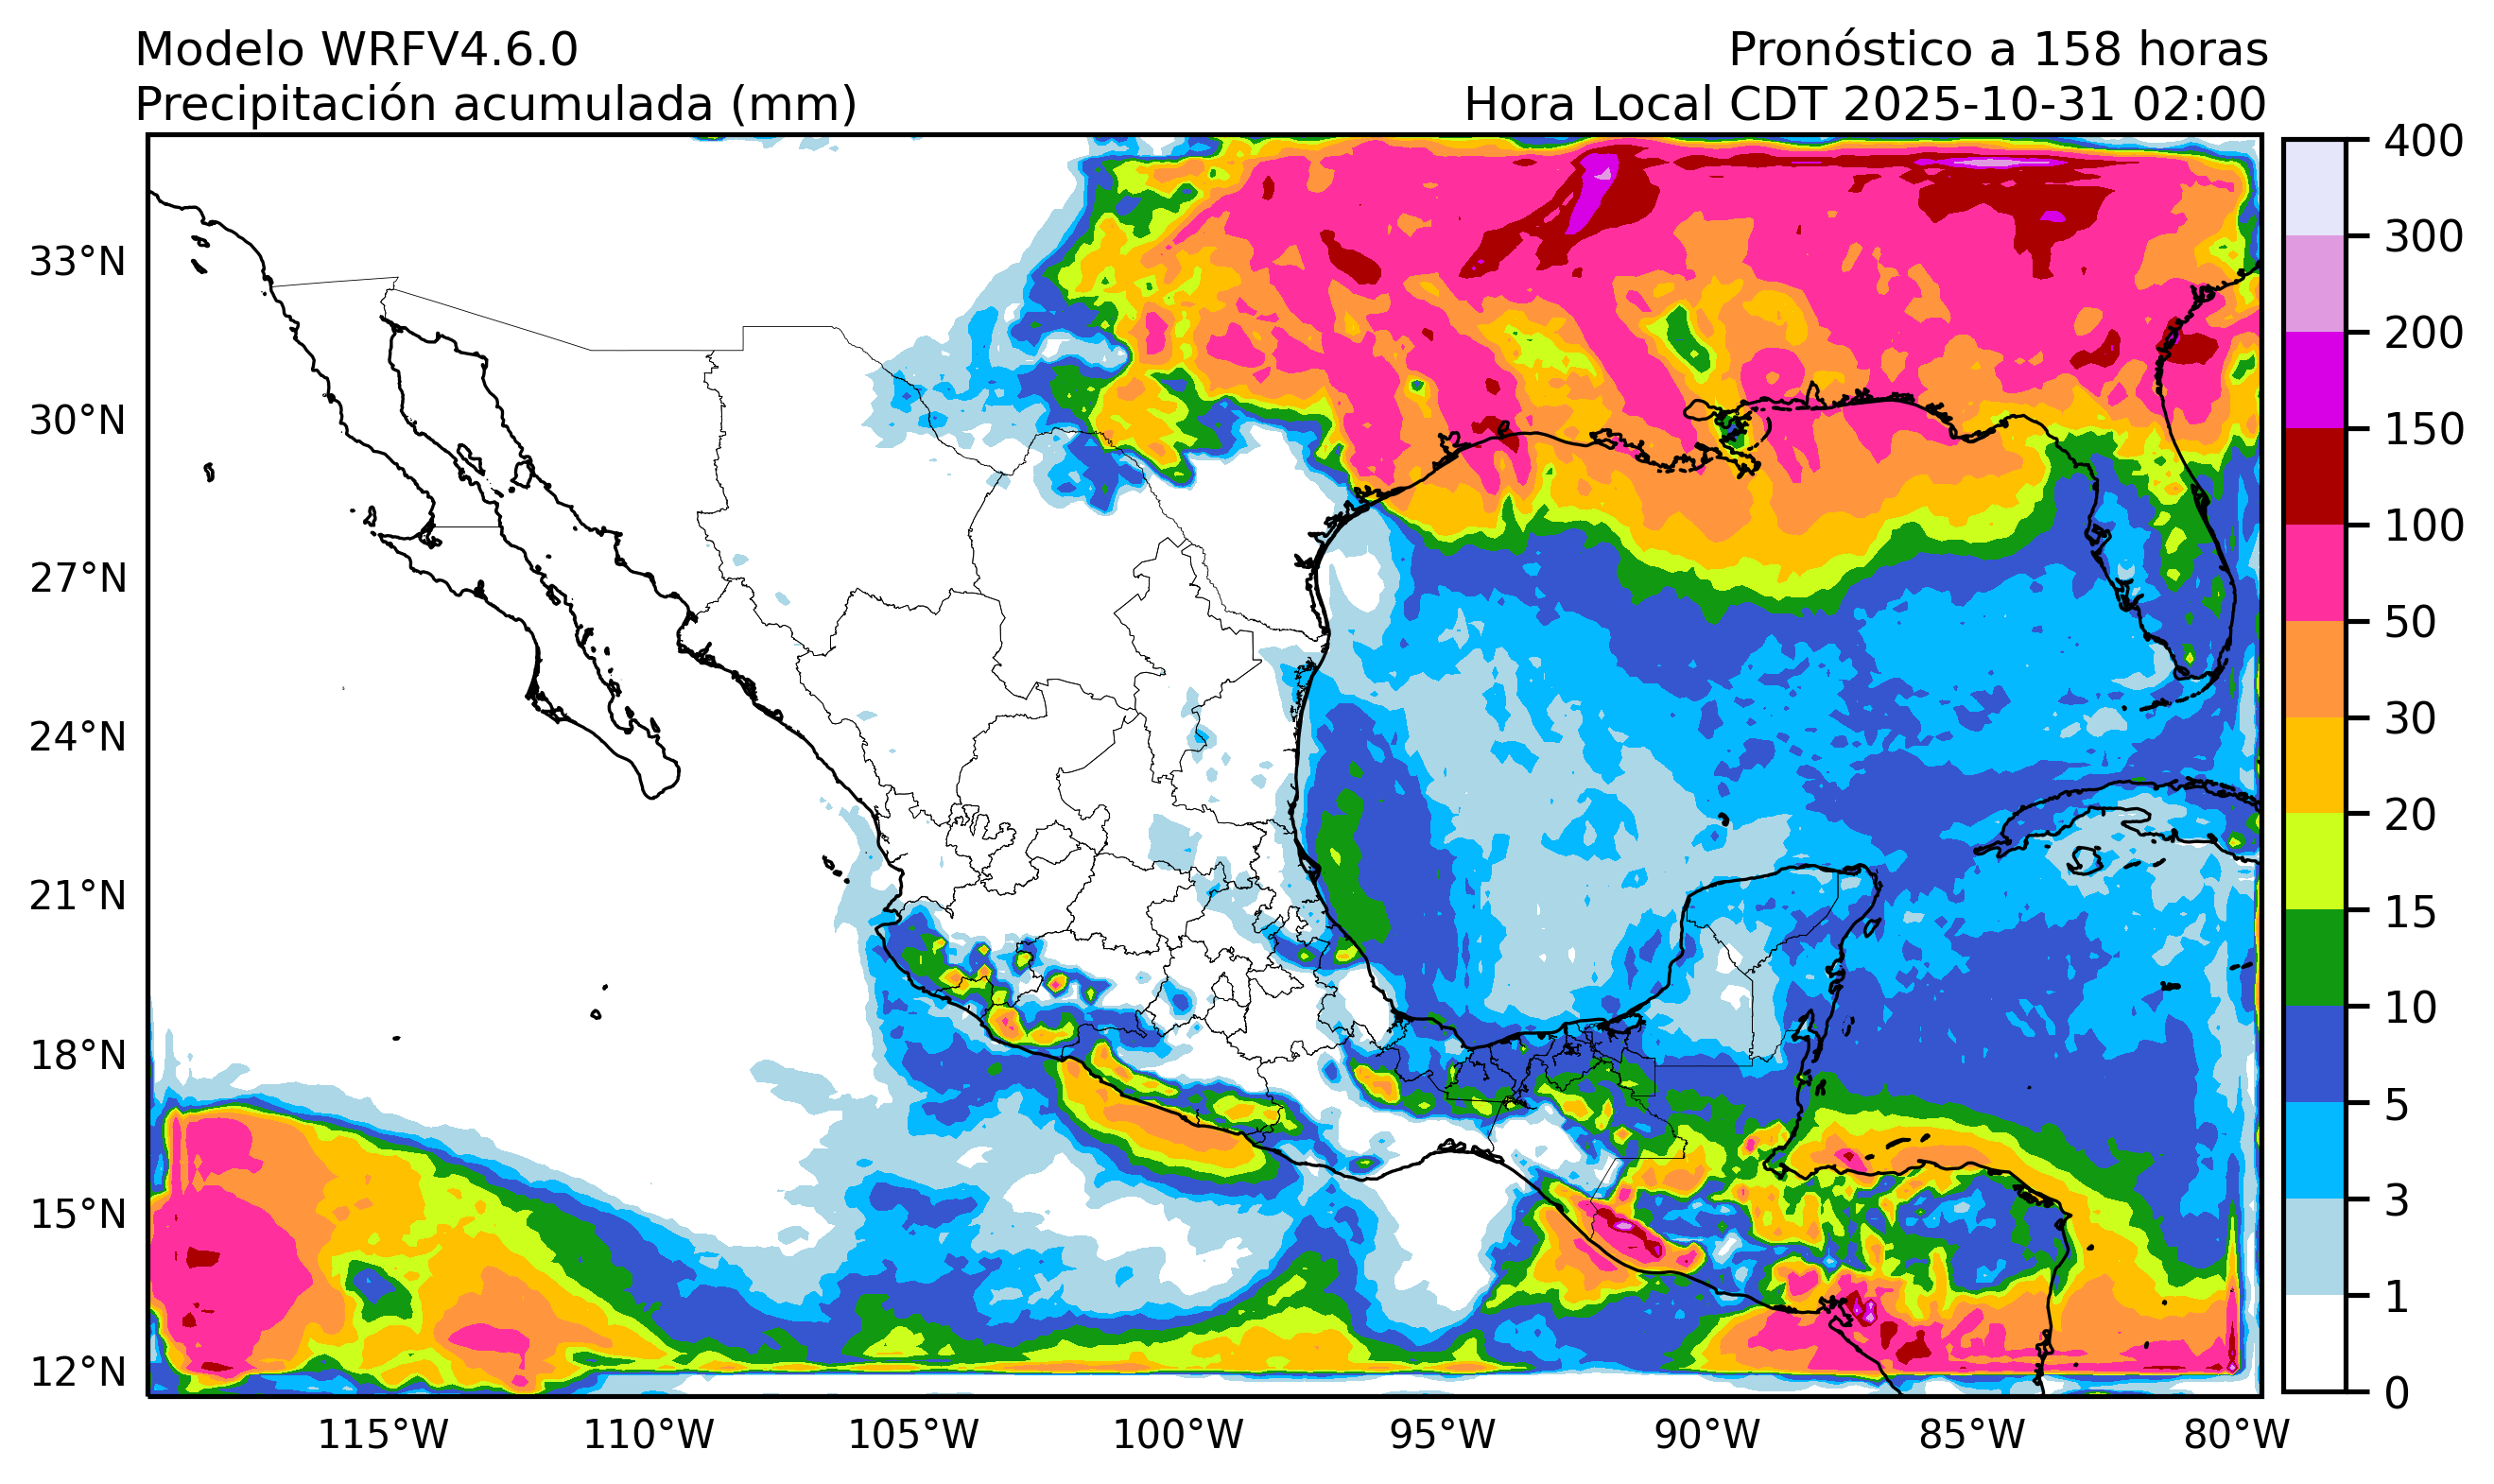 Modelo WRFV4.6.0
Pronóstico a 158 horas
Precipitación acumulada (mm)
Hora Local CDT 2025-10-31 02:00
33°N
30°N
27°N
24°N
21°N
18°N
15°N
12°N
115°W
110°W
105°W
100°W
95°W
90°W
85°W
80°W
400
300
200
150
100
50
30
20
15
10
5
3
1
0